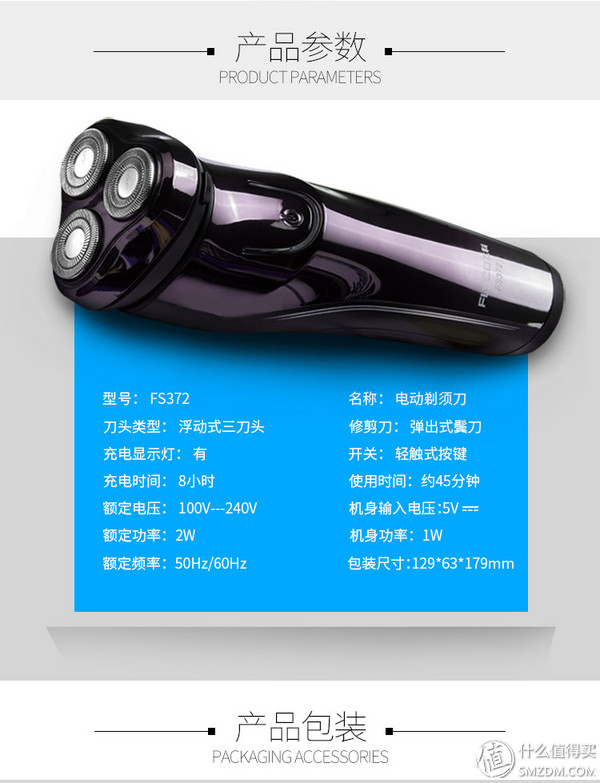 产品参数
PRODUCT PARAMETERS
FS372
型号： FS372
名称： 电动剃须刀
刀头类型： 浮动式三刀头
修剪刀： 弹出式鬓刀
充电显示灯： 有
开关： 轻触式按键
充电时间： 8小时
使用时间： 约45分钟
额定电压： 100V---240V
机身输入电压:5V⎓
额定功率： 2W
机身功率： 1W
额定频率： 50Hz/60Hz
包装尺寸:129*63*179mm
产品包装
PACKAGING ACCESSORIES
值 什么值得买
SMZDM.COM